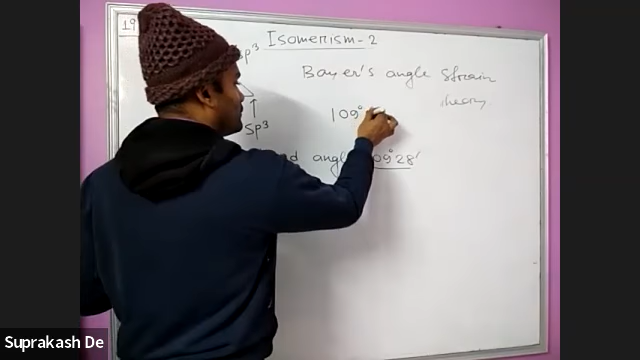 19
Isomerism - 2
sp³
Bayer's angle strain
theory
109°
sp³
angle 109°28'
Suprakash De